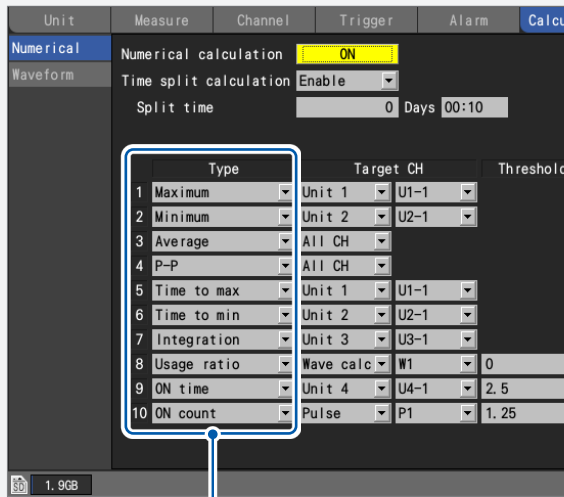 Unit Measure Channel Trigger Alarm Calcu
Numerical
Waveform
Numerical calculation ON
Time split calculation Enable
Split time 0 Days 00:10
Type Target CH Threshold
1 Maximum Unit 1 U1-1
2 Minimum Unit 2 U2-1
3 Average All CH
4 P-P All CH
5 Time to max Unit 1 U1-1
6 Time to min Unit 2 U2-1
7 Integration Unit 3 U3-1
8 Usage ratio Wave calc W1 0
9 ON time Unit 4 U4-1 2.5
10 ON count Pulse P1 1.25
SD 1.9GB